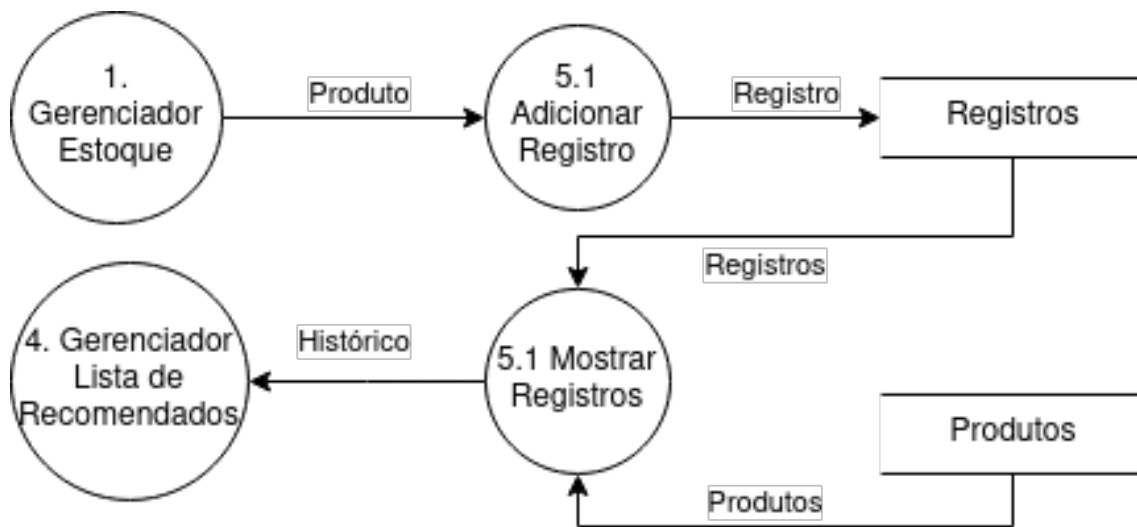 1.
Gerenciador
Estoque
Produto
5.1
Adicionar
Registro
Registro
Registros
Registros
4. Gerenciador
Lista de
Recomendados
Histórico
5.1 Mostrar
Registros
Produtos
Produtos